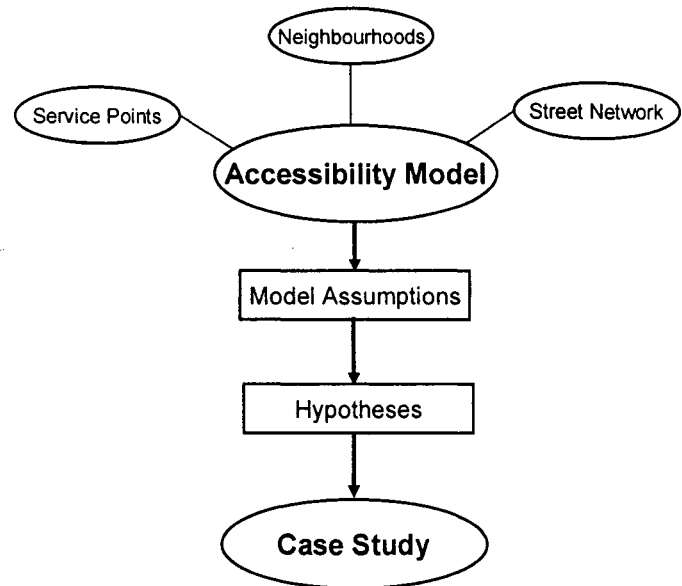 Neighbourhoods
Service Points
Street Network
Accessibility Model
Model Assumptions
Hypotheses
Case Study